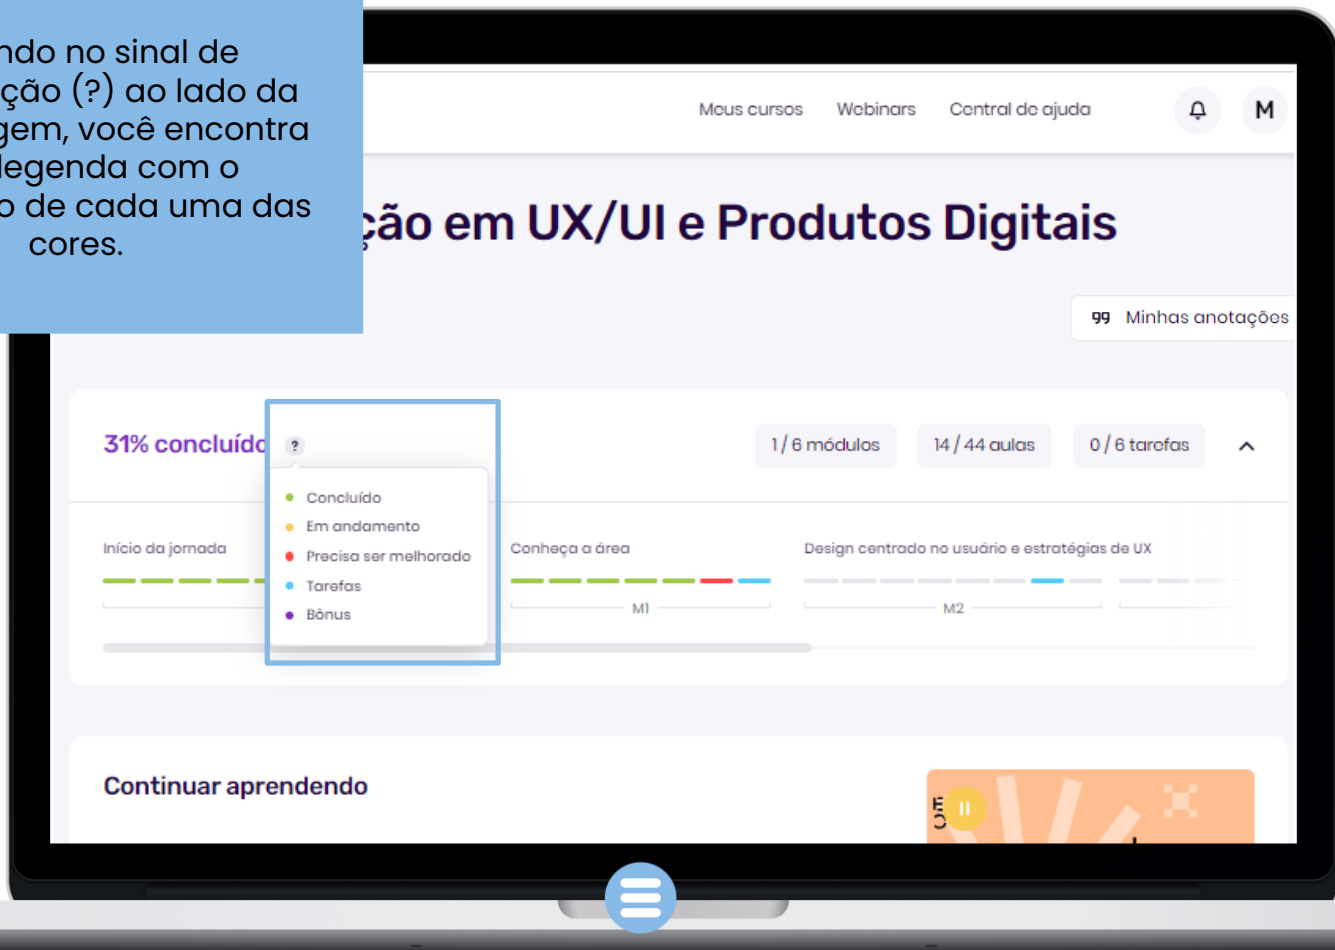 ndo no sinal de
ção (?) ao lado da
gem, você encontra
legenda com o
o de cada uma das
cores.
Meus cursos Webinars Central de ajuda M
ção em UX/UI e Produtos Digitais
99 Minhas anotações
31% concluído ?
1 / 6 módulos 14 / 44 aulas 0 / 6 tarefas
Concluído
Em andamento
Precisa ser melhorado
Tarefas
Bônus
Início da jornada Conheça a área Design centrado no usuário e estratégias de UX
M1 M2
Continuar aprendendo